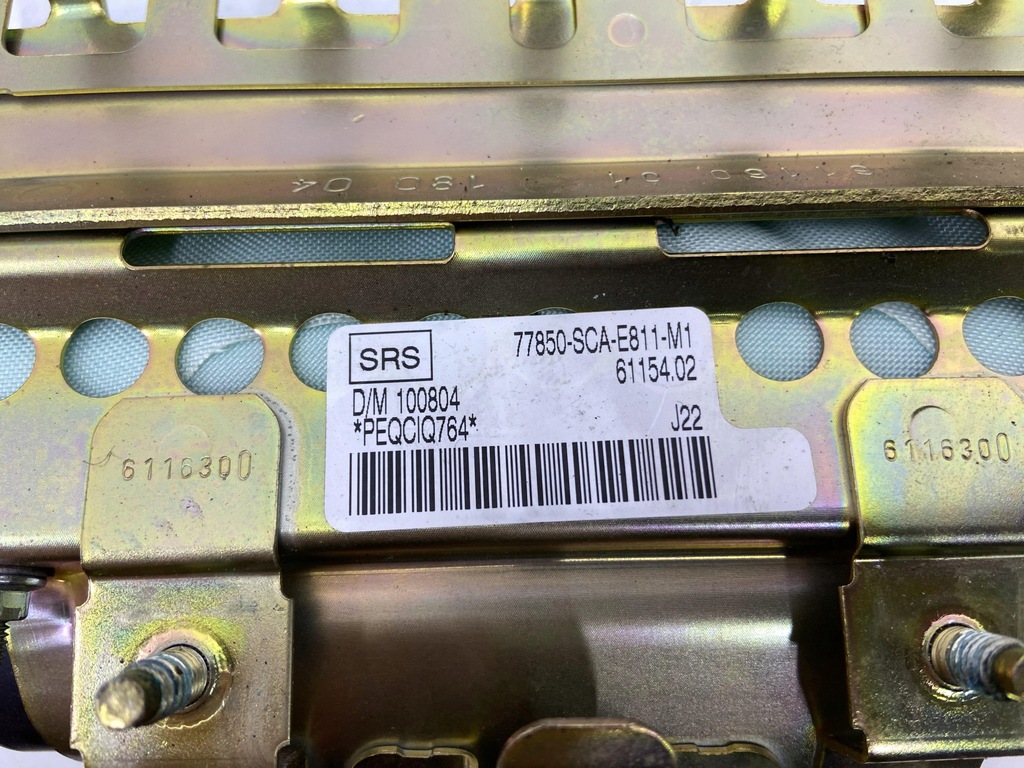 SRS
77850-SCA-E811-M1
61154.02
D/M 100804
*PEQCIQ764*
J22
6116300
6116300